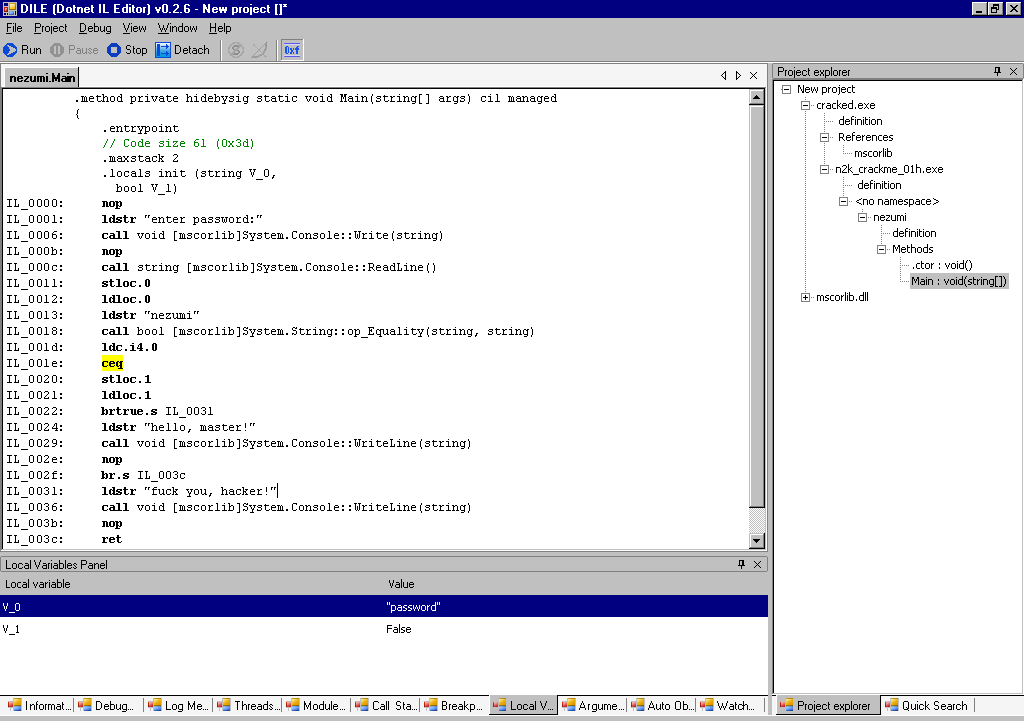 DILE (Dotnet IL Editor) v0.2.6 - New project []*
File Project Debug View Window Help
Run Pause Stop Detach 0xf
nezumi.Main
.method private hidebysig static void Main(string[] args) cil managed
{
.entrypoint
// Code size 61 (0x3d)
.maxstack 2
.locals init (string V_0,
bool V_1)
IL_0000: nop
IL_0001: ldstr "enter password:"
IL_0006: call void [mscorlib]System.Console::Write(string)
IL_000b: nop
IL_000c: call string [mscorlib]System.Console::ReadLine()
IL_0011: stloc.0
IL_0012: ldloc.0
IL_0013: ldstr "nezumi"
IL_0018: call bool [mscorlib]System.String::op_Equality(string, string)
IL_001d: ldc.i4.0
IL_001e: ceq
IL_0020: stloc.1
IL_0021: ldloc.1
IL_0022: brtrue.s IL_0031
IL_0024: ldstr "hello, master!"
IL_0029: call void [mscorlib]System.Console::WriteLine(string)
IL_002e: nop
IL_002f: br.s IL_003c
IL_0031: ldstr "fuck you, hacker!"
IL_0036: call void [mscorlib]System.Console::WriteLine(string)
IL_003b: nop
IL_003c: ret
Project explorer
New project
cracked.exe
definition
References
mscorlib
n2k_crackme_01h.exe
definition
<no namespace>
nezumi
definition
Methods
.ctor : void()
Main : void(string[])
mscorlib.dll
Local Variables Panel
Local variable Value
V_0 "password"
V_1 False
Informat... Debug... Log Me... Threads... Module... Call Sta... Breakp... Local V... Argume... Auto Ob... Watch... Project explorer Quick Search